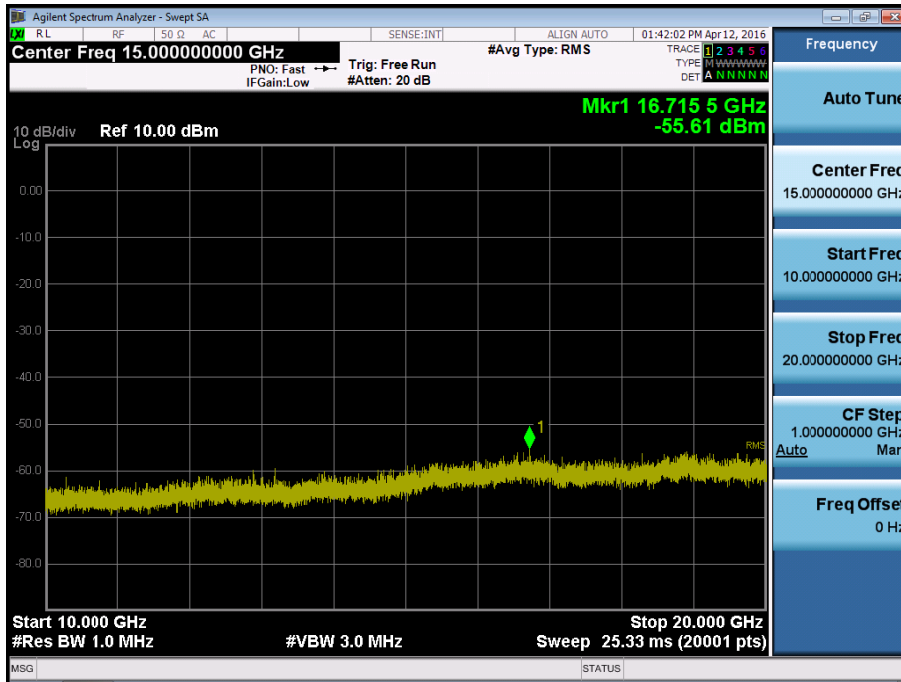 Agilent Spectrum Analyzer - Swept SA
LXI RL RF 50 Ω AC SENSE:INT ALIGN AUTO 01:42:02 PM Apr 12, 2016
Center Freq 15.000000000 GHz
PNO: Fast
IFGain:Low
Trig: Free Run
#Atten: 20 dB
#Avg Type: RMS
TRACE 1 2 3 4 5 6
TYPE M WWWWW
DET A N N N N N
Mkr1 16.715 5 GHz
-55.61 dBm
10 dB/div Ref 10.00 dBm
Log
0.00
-10.0
-20.0
-30.0
-40.0
-50.0
-60.0
-70.0
-80.0
1
RMS
Start 10.000 GHz Stop 20.000 GHz
#Res BW 1.0 MHz #VBW 3.0 MHz Sweep 25.33 ms (20001 pts)
MSG STATUS
Frequency
Auto Tune
Center Freq
15.000000000 GHz
Start Freq
10.000000000 GHz
Stop Freq
20.000000000 GHz
CF Step
1.000000000 GHz
Auto Man
Freq Offset
0 Hz